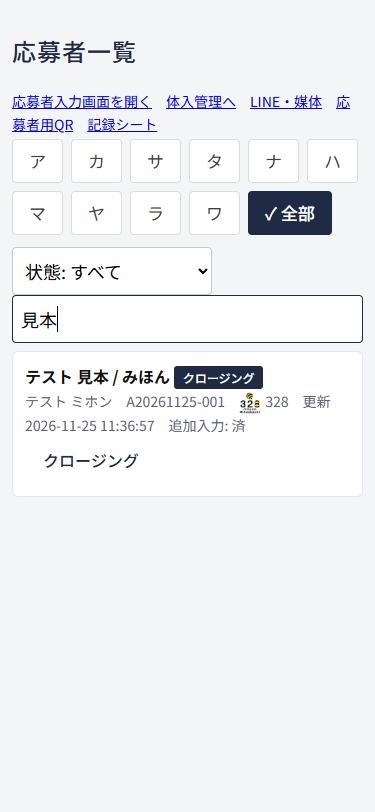 応募者一覧
応募者入力画面を開く 体入管理へ LINE・媒体 応
募者用QR 記録シート
ア カ サ タ ナ ハ
マ ヤ ラ ワ ✓全部
状態: すべて
見本
テスト 見本 / みほん クロージング
テスト ミホン A20261125-001 328 328 更新
2026-11-25 11:36:57 追加入力: 済
クロージング